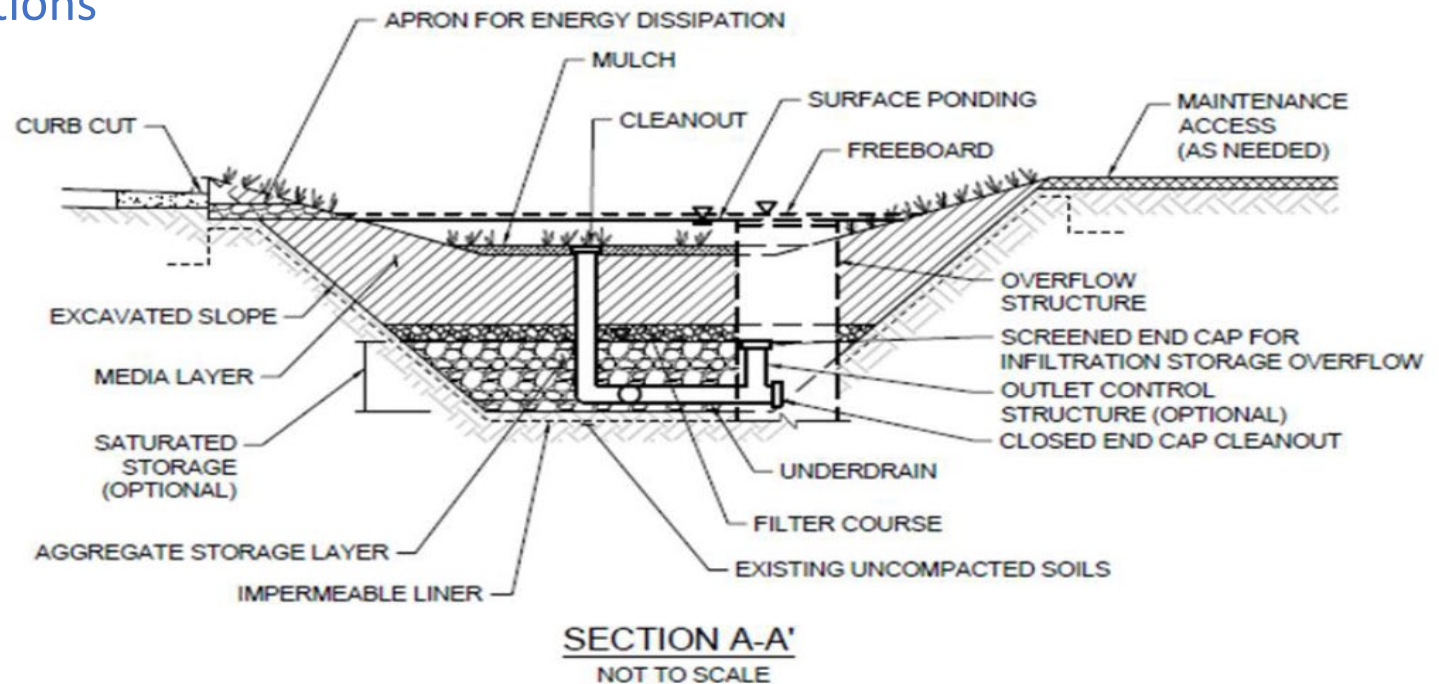 tions
APRON FOR ENERGY DISSIPATION
MULCH
CLEANOUT
SURFACE PONDING
FREEBOARD
MAINTENANCE
ACCESS
(AS NEEDED)
CURB CUT
EXCAVATED SLOPE
MEDIA LAYER
SATURATED
STORAGE
(OPTIONAL)
AGGREGATE STORAGE LAYER
IMPERMEABLE LINER
OVERFLOW
STRUCTURE
SCREENED END CAP FOR
INFILTRATION STORAGE OVERFLOW
OUTLET CONTROL
STRUCTURE (OPTIONAL)
CLOSED END CAP CLEANOUT
UNDERDRAIN
FILTER COURSE
EXISTING UNCOMPACTED SOILS
SECTION A-A'
NOT TO SCALE